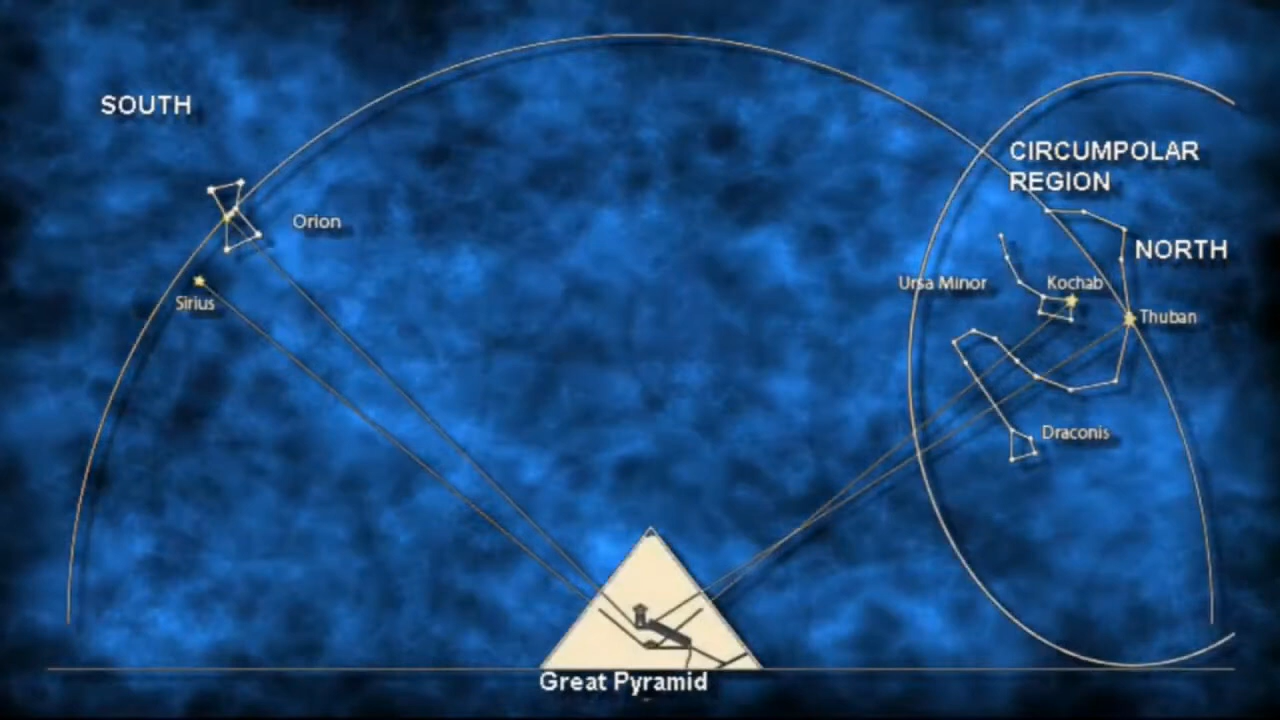 SOUTH
CIRCUMPOLAR
REGION
Orion
NORTH
Ursa Minor
Kochab
Sirius
Thuban
Draconis
Great Pyramid